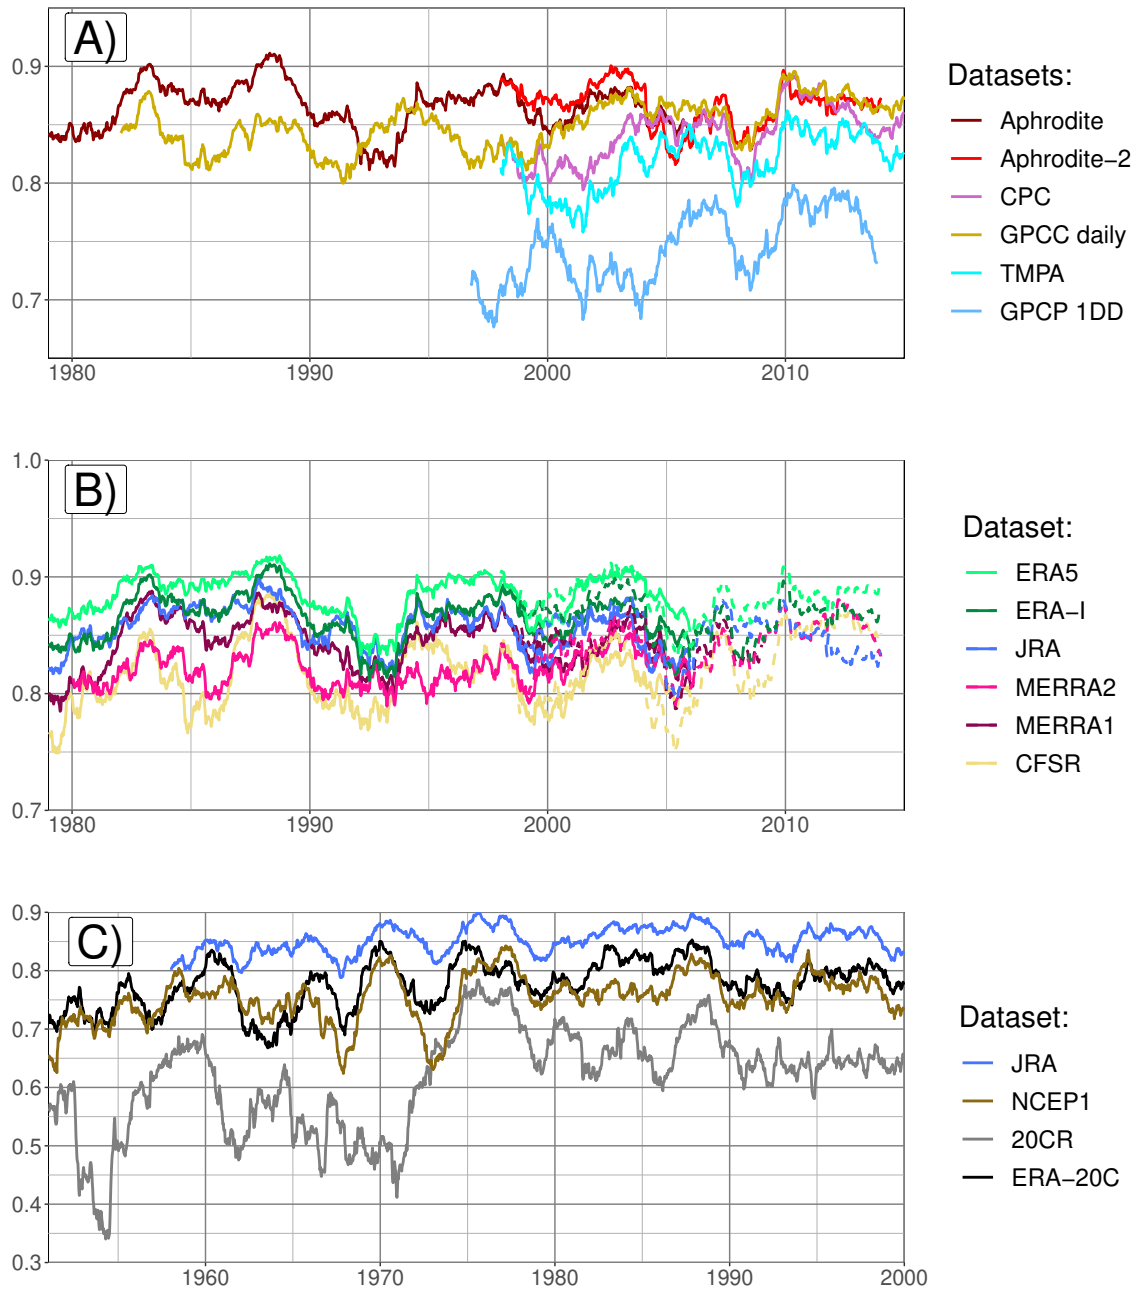 A)
0.9
0.8
0.7
1980 1990 2000 2010
Datasets:
Aphrodite
Aphrodite−2
CPC
GPCC daily
TMPA
GPCP 1DD
B)
1.0
0.9
0.8
0.7
1980 1990 2000 2010
Dataset:
ERA5
ERA−I
JRA
MERRA2
MERRA1
CFSR
C)
0.9
0.8
0.7
0.6
0.5
0.4
0.3
1960 1970 1980 1990 2000
Dataset:
JRA
NCEP1
20CR
ERA−20C